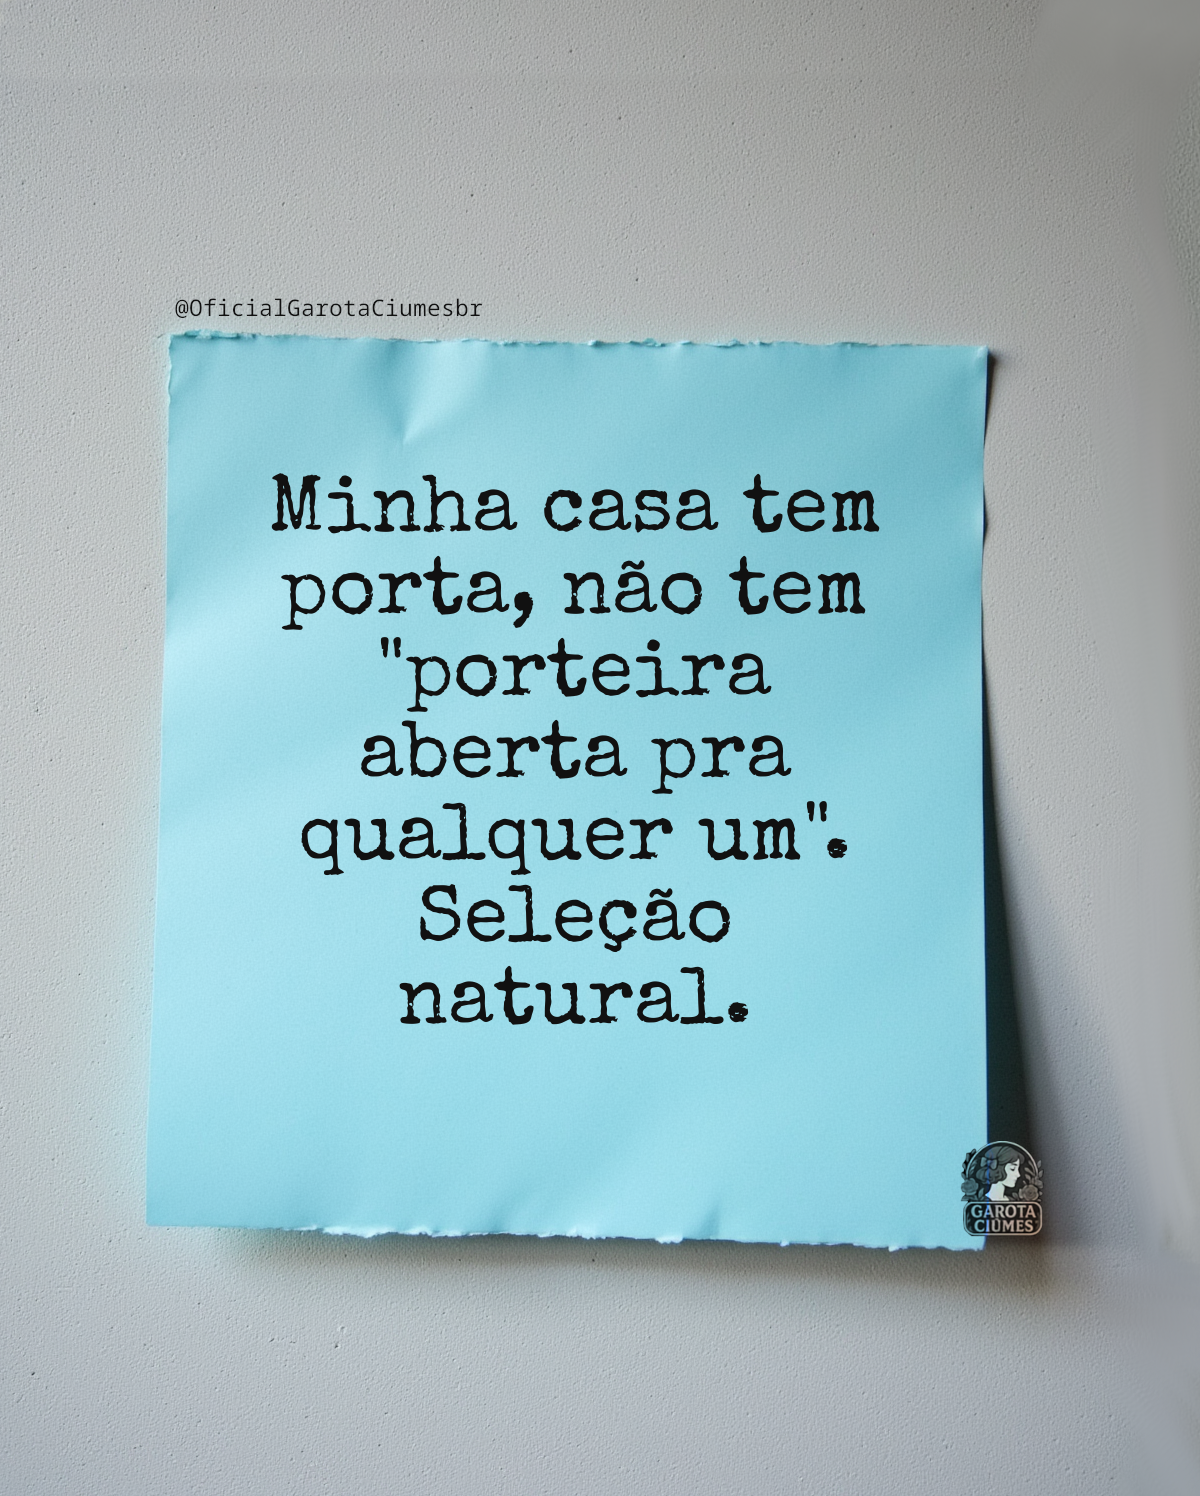 @OficialGarotaCiumesbr
Minha casa tem
porta, não tem
"porteira
aberta pra
qualquer um".
Seleção
natural.
GAROTA
CIÚMES